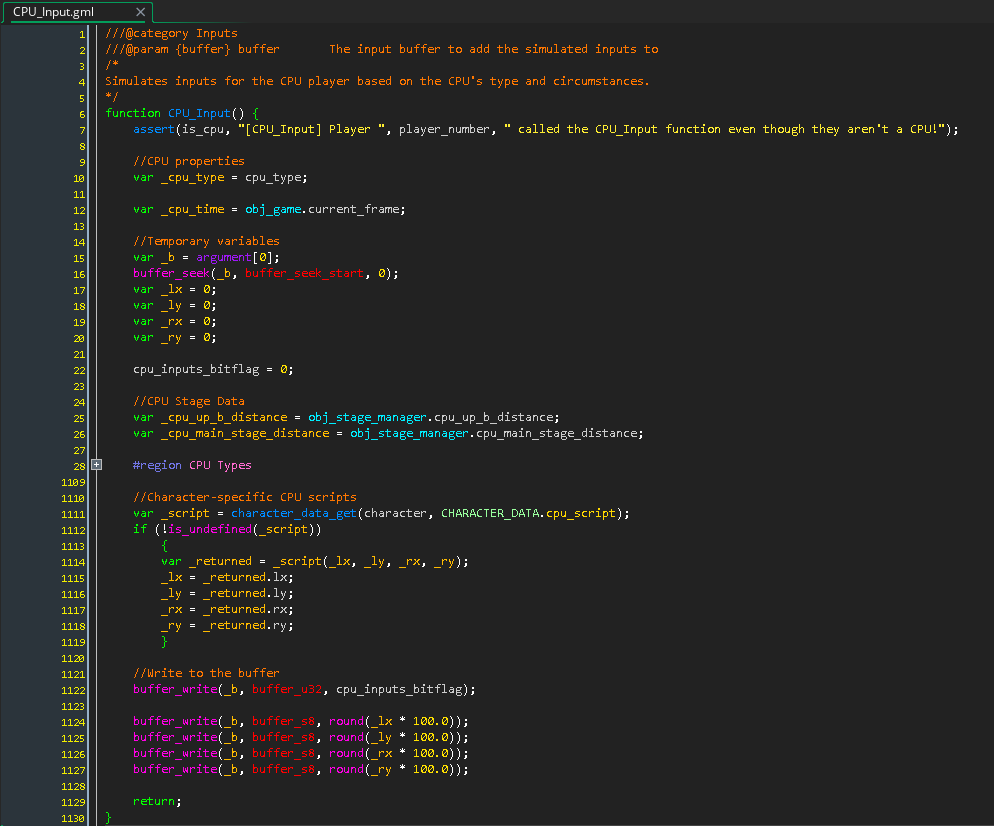 CPU_Input.gml
1 ///@category Inputs
2 ///@param {buffer} buffer       The input buffer to add the simulated inputs to
3 /*
4 Simulates inputs for the CPU player based on the CPU's type and circumstances.
5 */
6 function CPU_Input() {
7     assert(is_cpu, "[CPU_Input] Player ", player_number, " called the CPU_Input function even though they aren't a CPU!");
8
9     //CPU properties
10     var _cpu_type = cpu_type;
11
12     var _cpu_time = obj_game.current_frame;
13
14     //Temporary variables
15     var _b = argument[0];
16     buffer_seek(_b, buffer_seek_start, 0);
17     var _lx = 0;
18     var _ly = 0;
19     var _rx = 0;
20     var _ry = 0;
21
22     cpu_inputs_bitflag = 0;
23
24     //CPU Stage Data
25     var _cpu_up_b_distance = obj_stage_manager.cpu_up_b_distance;
26     var _cpu_main_stage_distance = obj_stage_manager.cpu_main_stage_distance;
27
28     #region CPU Types
1109
1110     //Character-specific CPU scripts
1111     var _script = character_data_get(character, CHARACTER_DATA.cpu_script);
1112     if (!is_undefined(_script))
1113         {
1114         var _returned = _script(_lx, _ly, _rx, _ry);
1115         _lx = _returned.lx;
1116         _ly = _returned.ly;
1117         _rx = _returned.rx;
1118         _ry = _returned.ry;
1119         }
1120
1121     //Write to the buffer
1122     buffer_write(_b, buffer_u32, cpu_inputs_bitflag);
1123
1124     buffer_write(_b, buffer_s8, round(_lx * 100.0));
1125     buffer_write(_b, buffer_s8, round(_ly * 100.0));
1126     buffer_write(_b, buffer_s8, round(_rx * 100.0));
1127     buffer_write(_b, buffer_s8, round(_ry * 100.0));
1128
1129     return;
1130 }